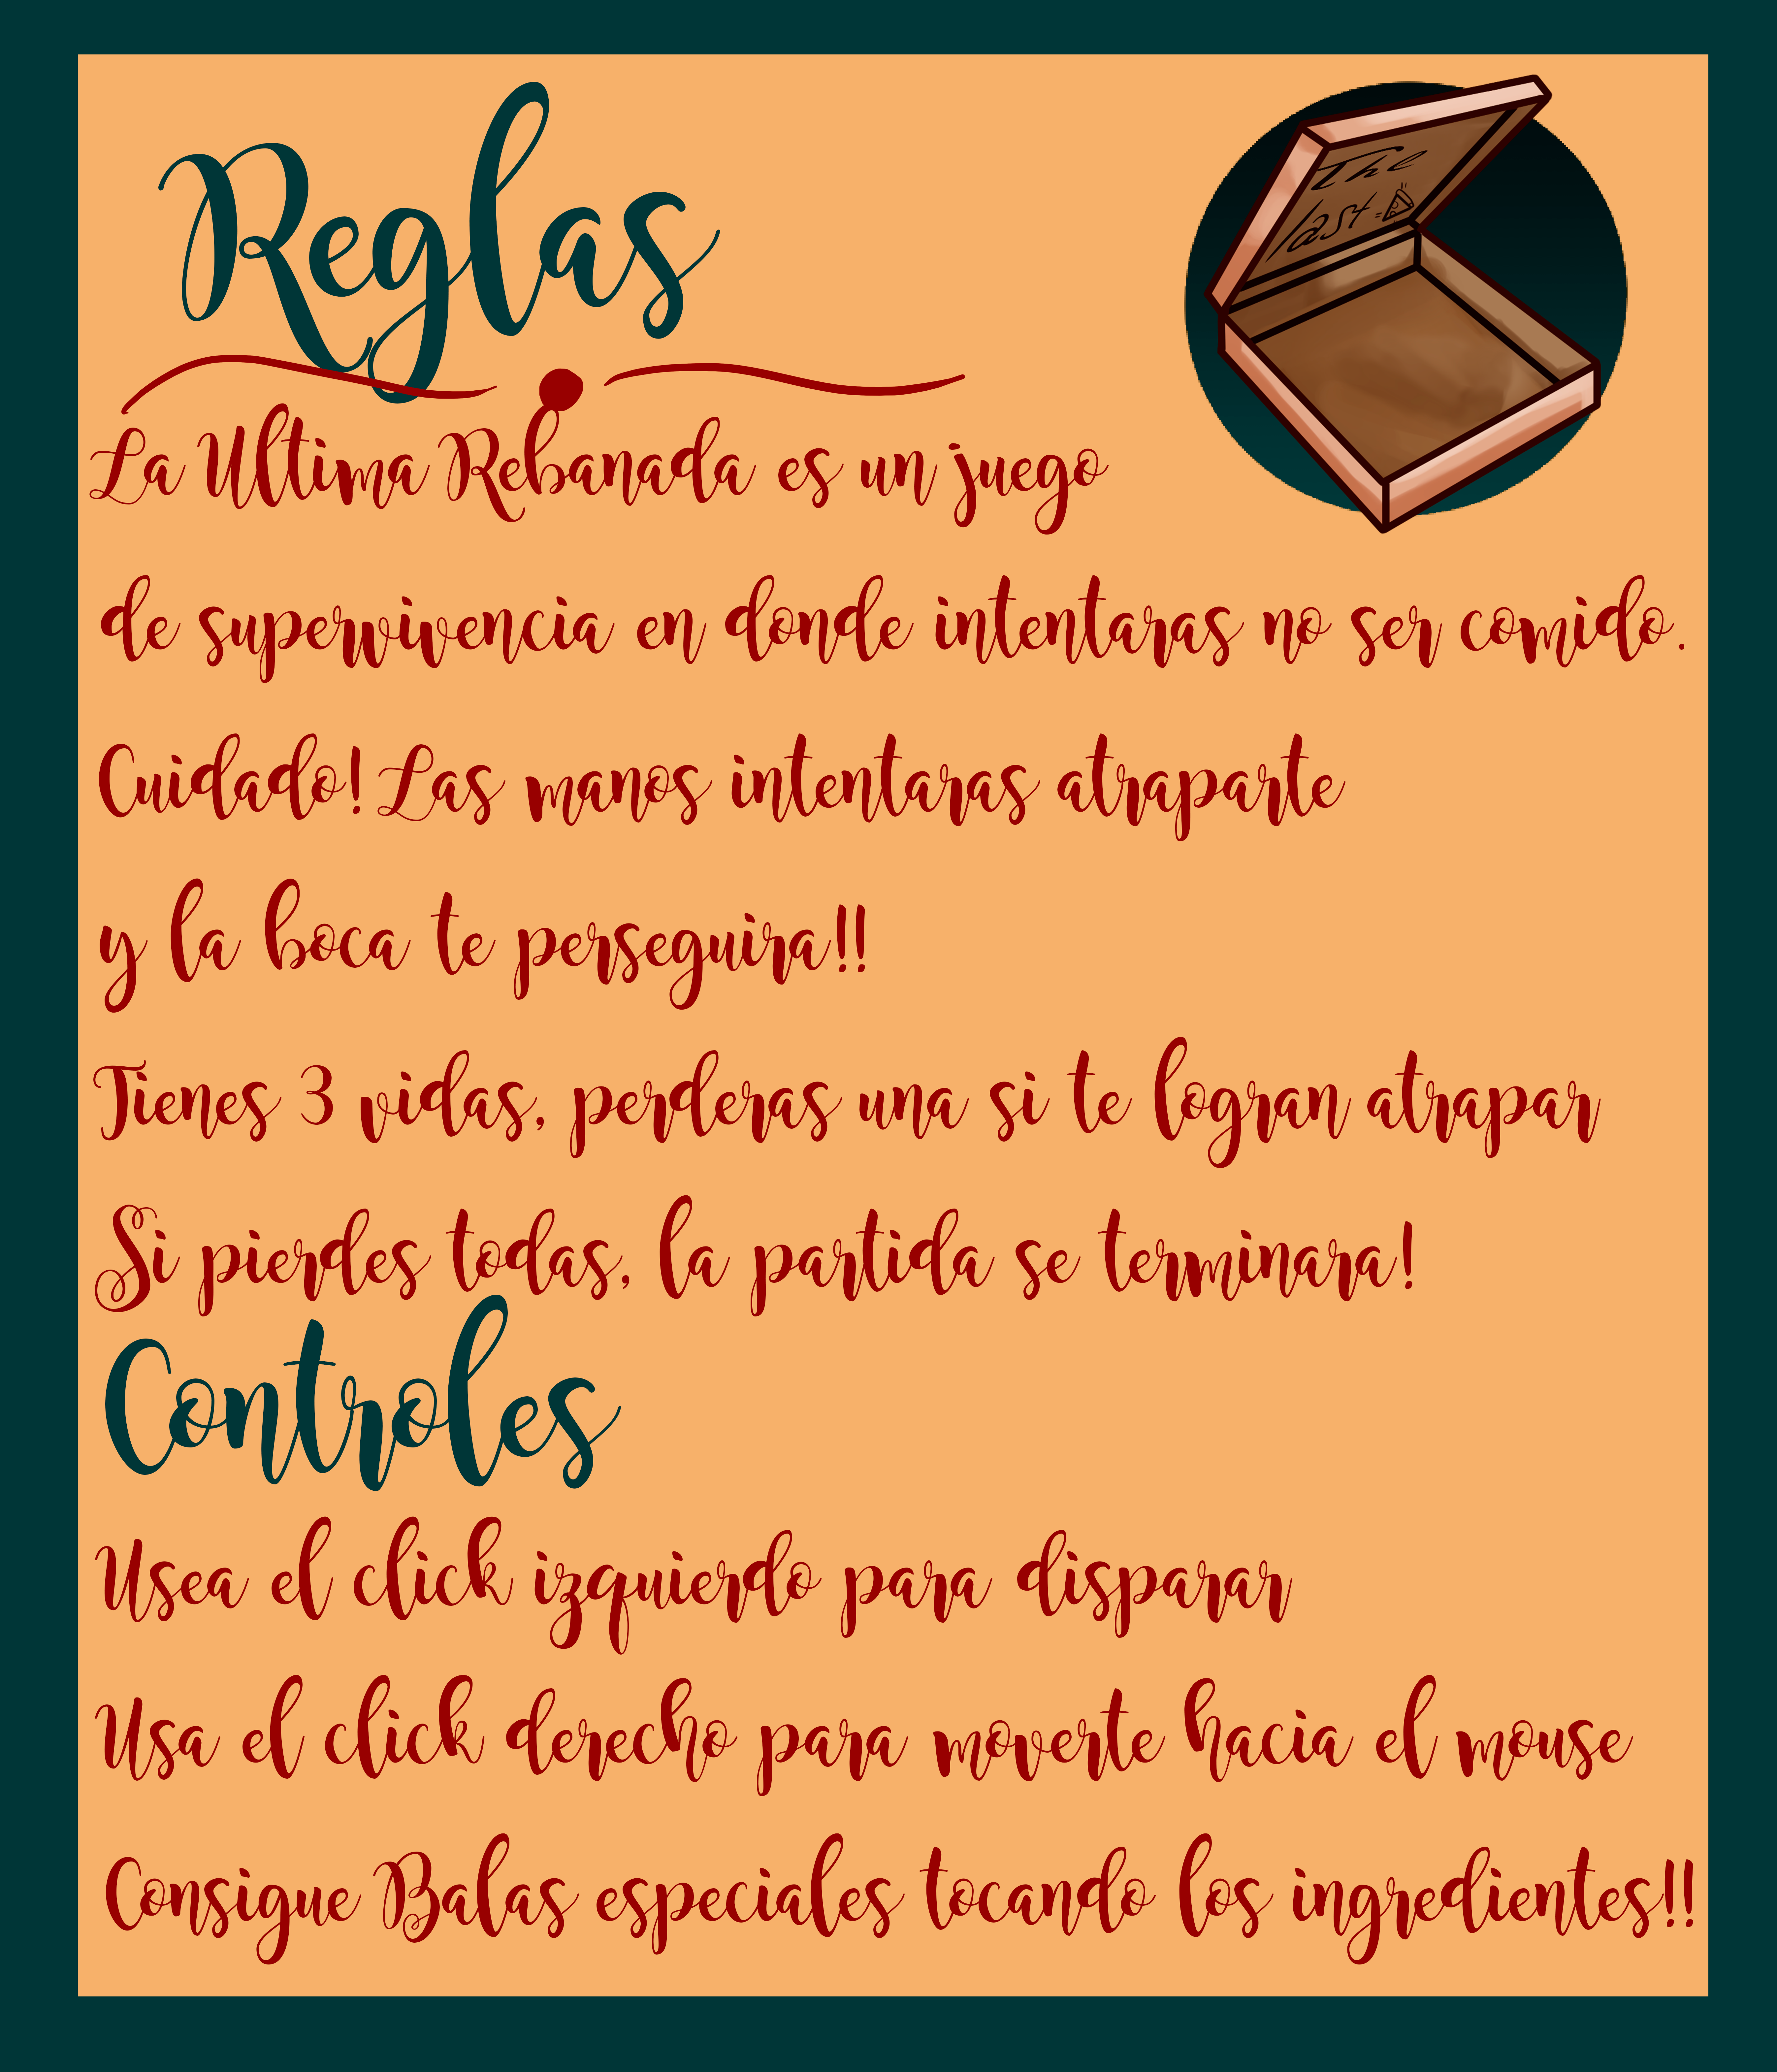 Reglas
The
last
La Ultima Rebanada es un juego
de supervivencia en donde intentaras no ser comido.
Cuidado! Las manos intentaras atraparte
y la boca te perseguira!!
Tienes 3 vidas, perderas una si te logran atrapar
Si pierdes todas, la partida se terminara!
Controles
Usea el click izquierdo para disparar
Usa el click derecho para moverte hacia el mouse
Consigue Balas especiales tocando los ingredientes!!